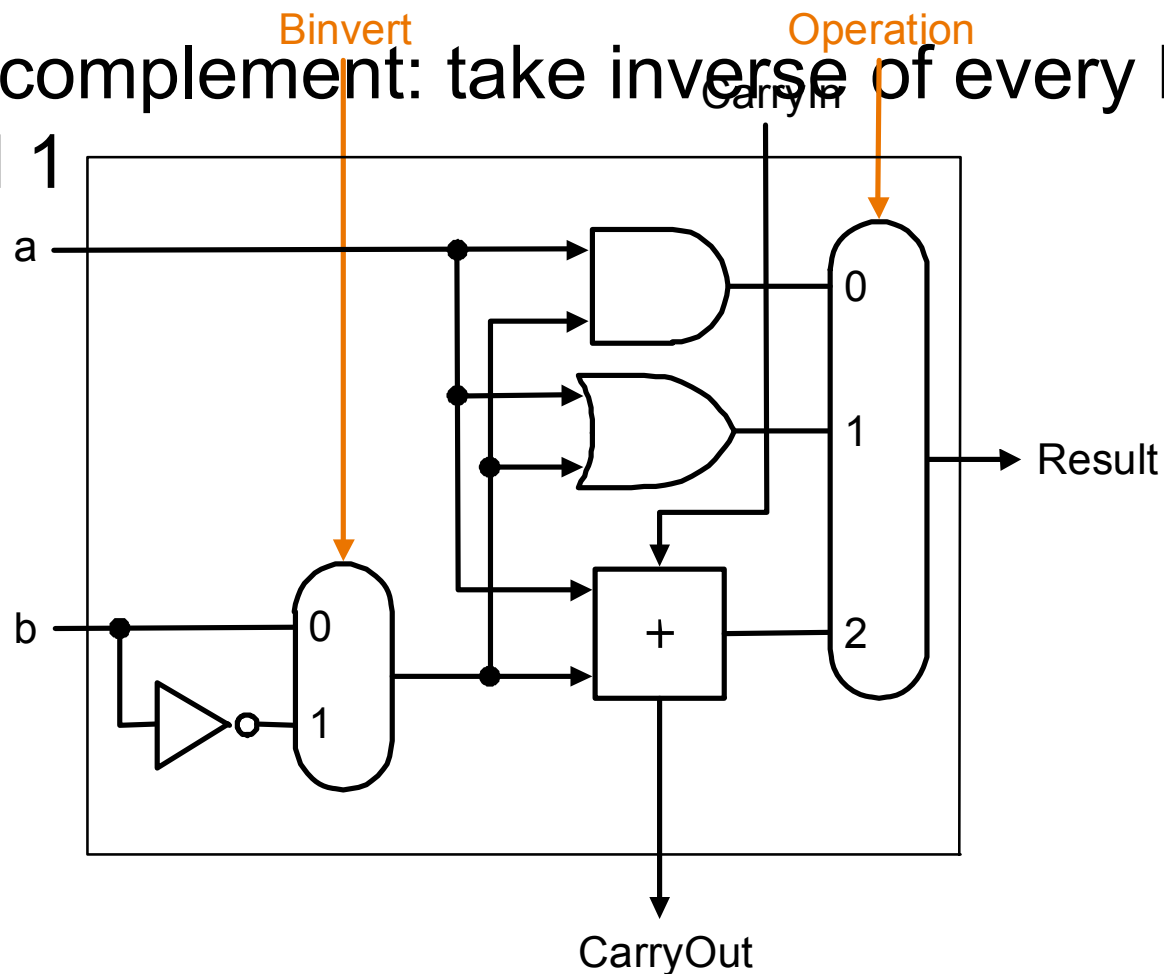 Binvert
Operation
complement: take inverse of every
CarryIn
1
a
0
1
Result
b
0
+
2
1
CarryOut